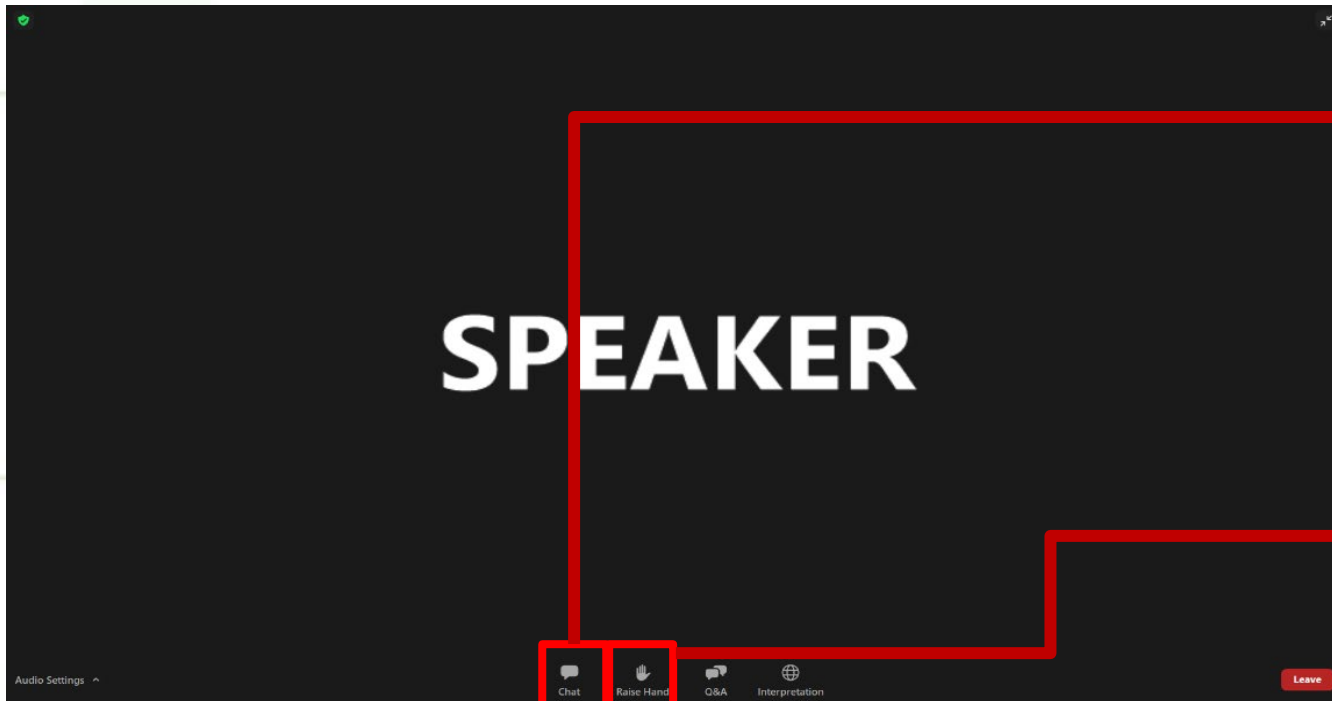 SPEAKER
Audio Settings
Chat
Raise Hand
Q&A
Interpretation
Leave